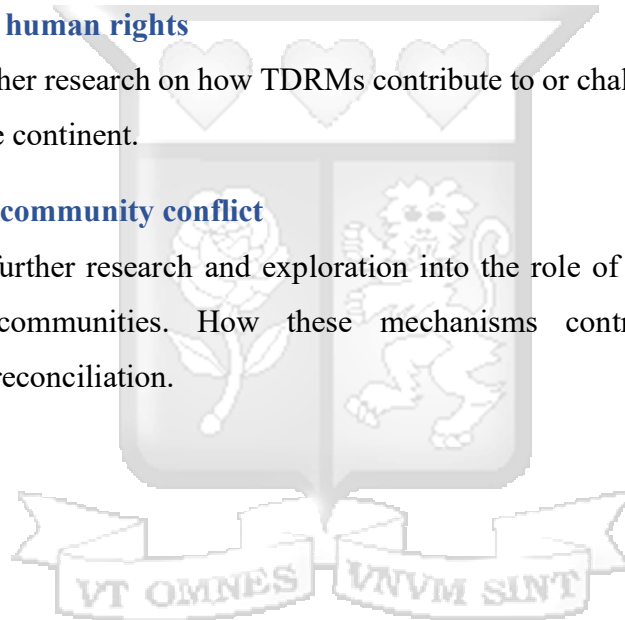 human rights
her research on how TDRMs contribute to or chal
e continent.
community conflict
further research and exploration into the role of
communities. How these mechanisms contr
reconciliation.
VT OMNES VNVM SINT